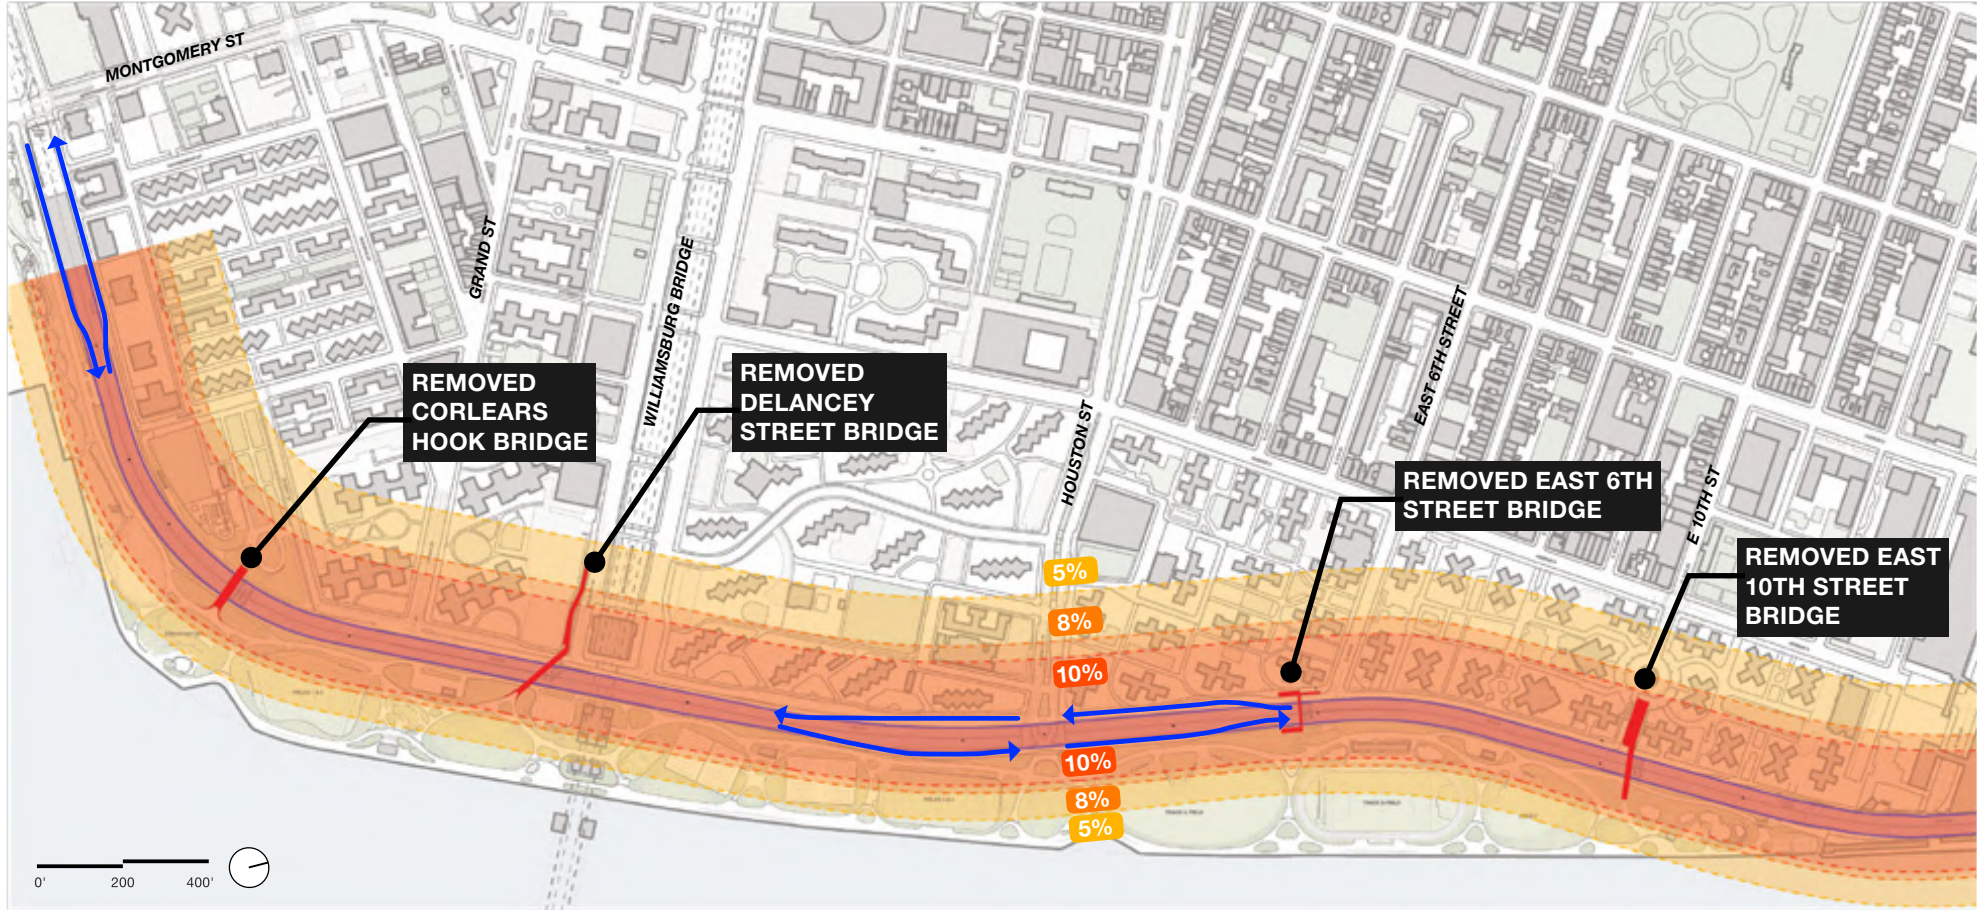 MONTGOMERY ST
GRAND ST
WILLIAMSBURG BRIDGE
HOUSTON ST
EAST 6TH STREET
E 10TH ST
REMOVED
CORLEARS
HOOK BRIDGE
REMOVED
DELANCEY
STREET BRIDGE
REMOVED EAST 6TH
STREET BRIDGE
REMOVED EAST
10TH STREET
BRIDGE
5%
8%
10%
10%
8%
5%
TRACK & FIELD
0'
200
400'